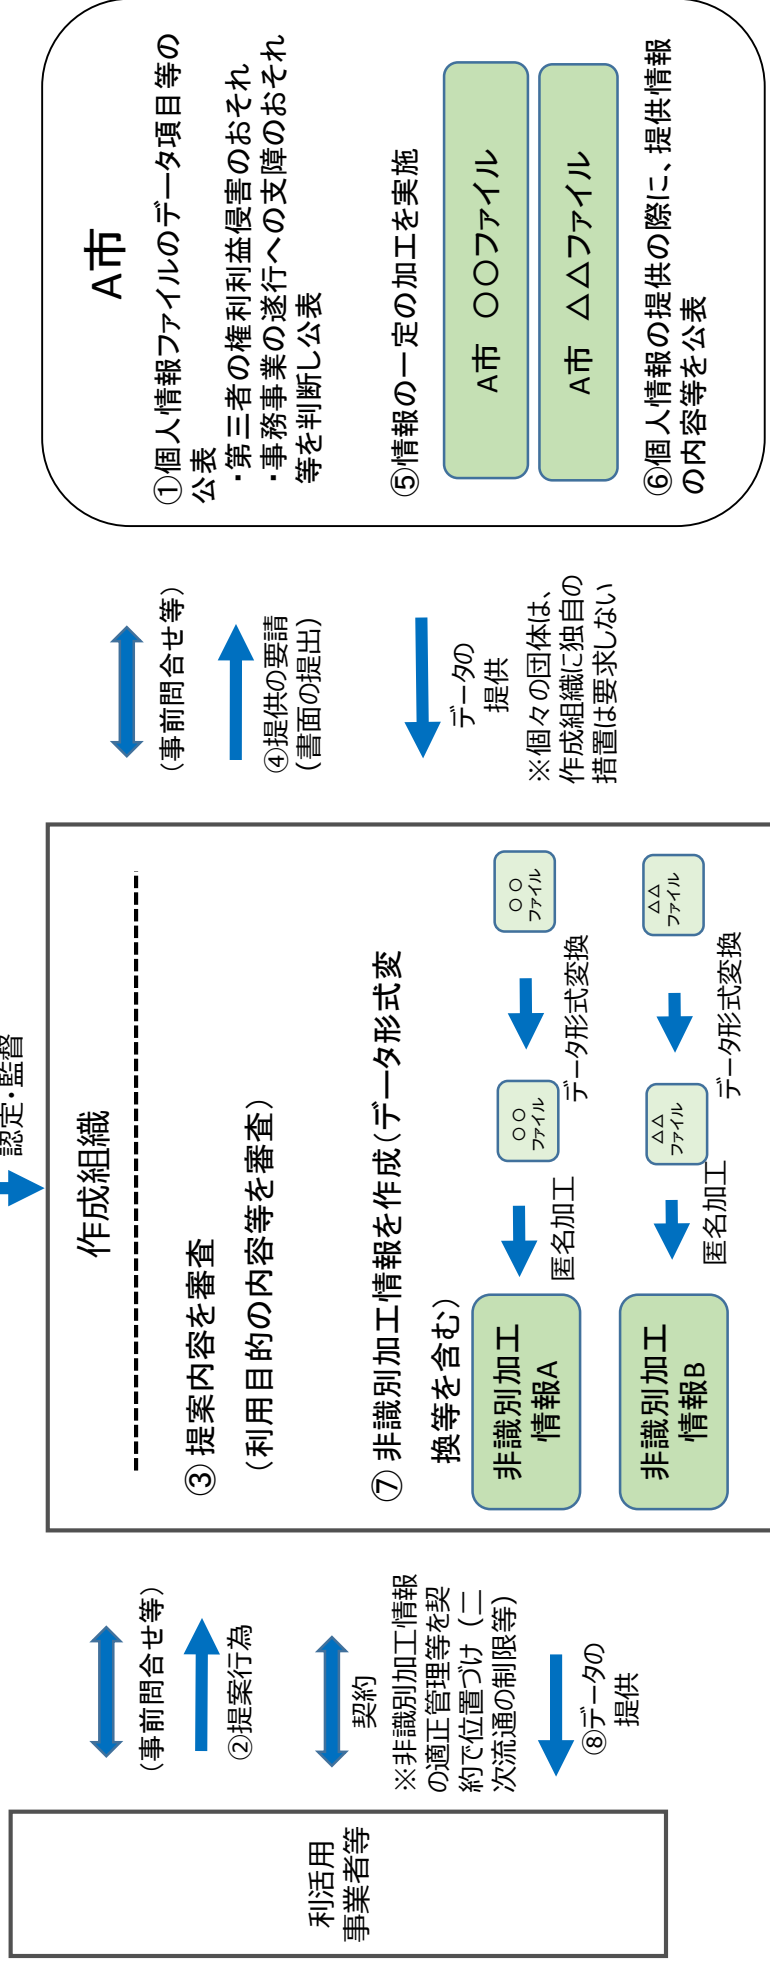 認定・監督
利活用
事業者等
（事前問合せ等）
②提案行為
契約
※非識別加工情報
の適正管理等を契
約で位置づけ（二
次流通の制限等）
⑧データの
提供
作成組織
③ 提案内容を審査
（利用目的の内容等を審査）
⑦ 非識別加工情報を作成（データ形式変
換等を含む）
非識別加工
情報A
匿名加工
○○
ファイル
データ形式変換
○○
ファイル
非識別加工
情報B
匿名加工
△△
ファイル
データ形式変換
△△
ファイル
（事前問合せ等）
④提供の要請
（書面の提出）
データの
提供
※個々の団体は、
作成組織に独自の
措置は要求しない
A市
①個人情報ファイルのデータ項目等の
公表
・第三者の権利利益侵害のおそれ
・事務事業の遂行への支障のおそれ
等を判断し公表
⑤情報の一定の加工を実施
A市 ○○ファイル
A市 △△ファイル
⑥個人情報の提供の際に、提供情報
の内容等を公表